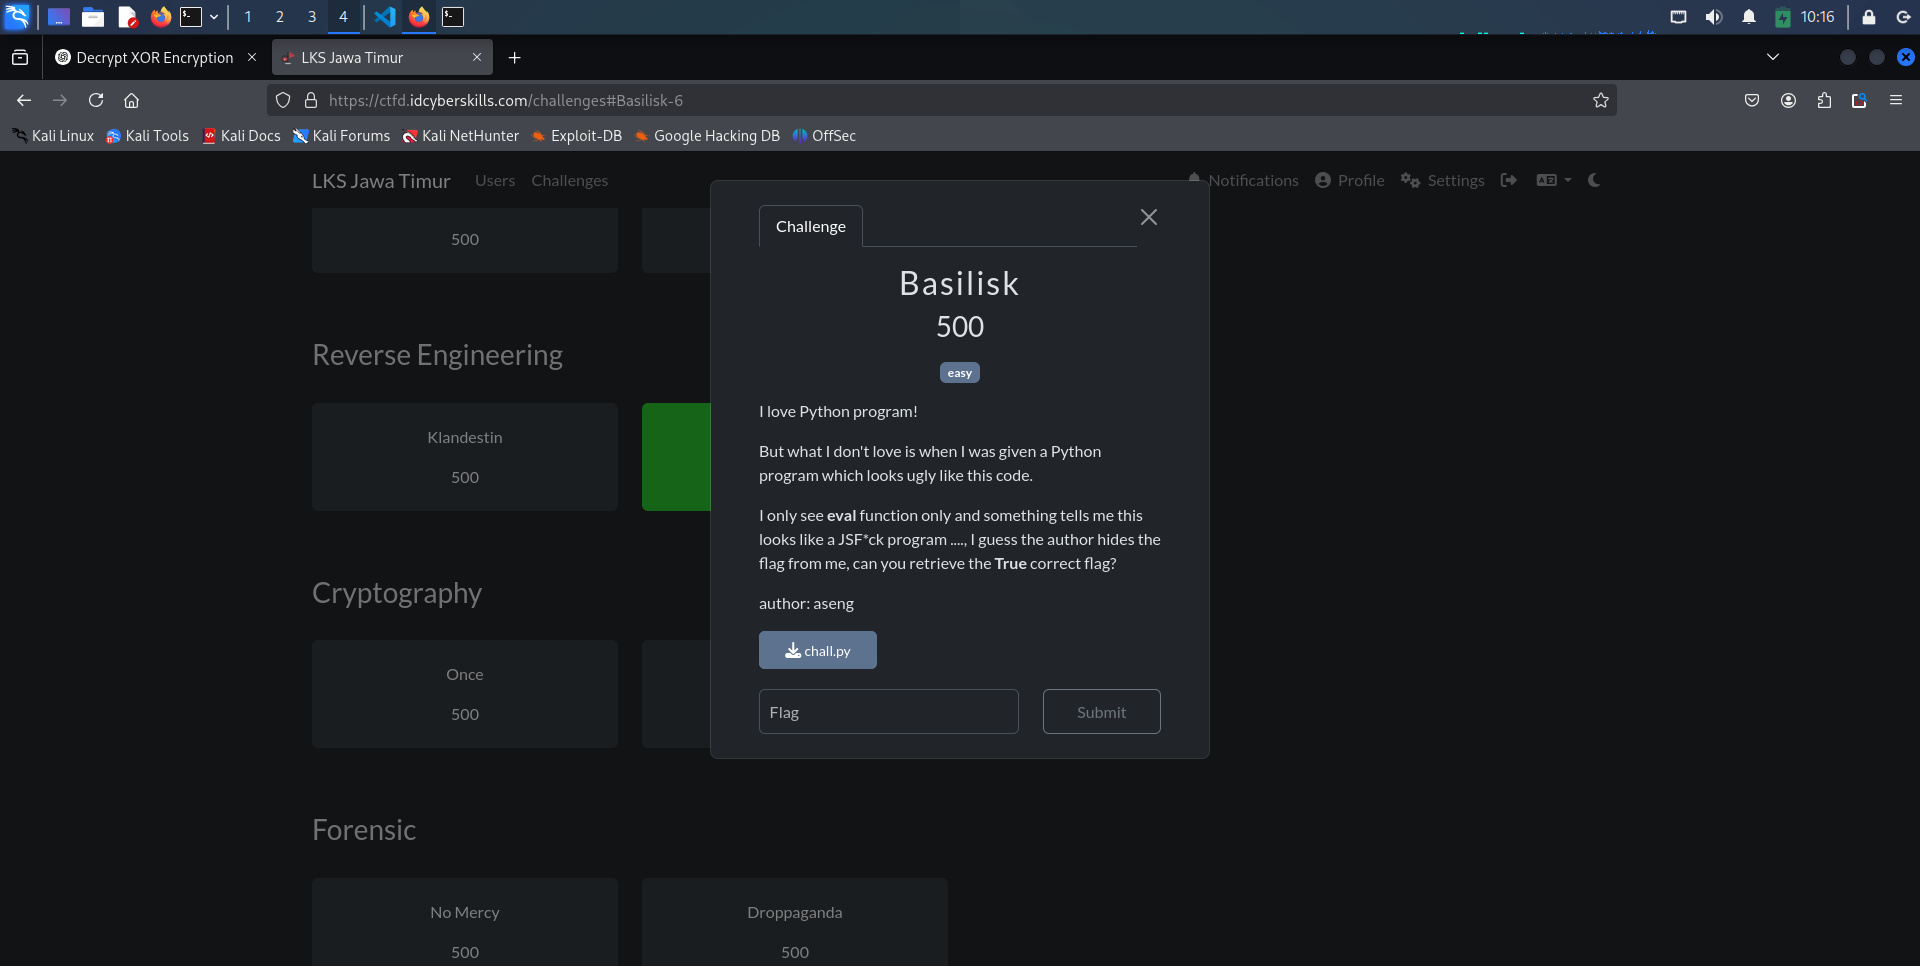 1 2 3 4
10:16
Decrypt XOR Encryption
LKS Jawa Timur
https://ctfd.idcyberskills.com/challenges#Basilisk-6
Kali Linux Kali Tools Kali Docs Kali Forums Kali NetHunter Exploit-DB Google Hacking DB OffSec
LKS Jawa Timur Users Challenges Notifications Profile Settings
500
Challenge
Basilisk
500
easy
I love Python program!
But what I don't love is when I was given a Python
program which looks ugly like this code.
I only see eval function only and something tells me this
looks like a JSF*ck program ...., I guess the author hides the
flag from me, can you retrieve the True correct flag?
author: aseng
chall.py
Flag Submit
Reverse Engineering
Klandestin
500
Cryptography
Once
500
Forensic
No Mercy Droppaganda
500 500